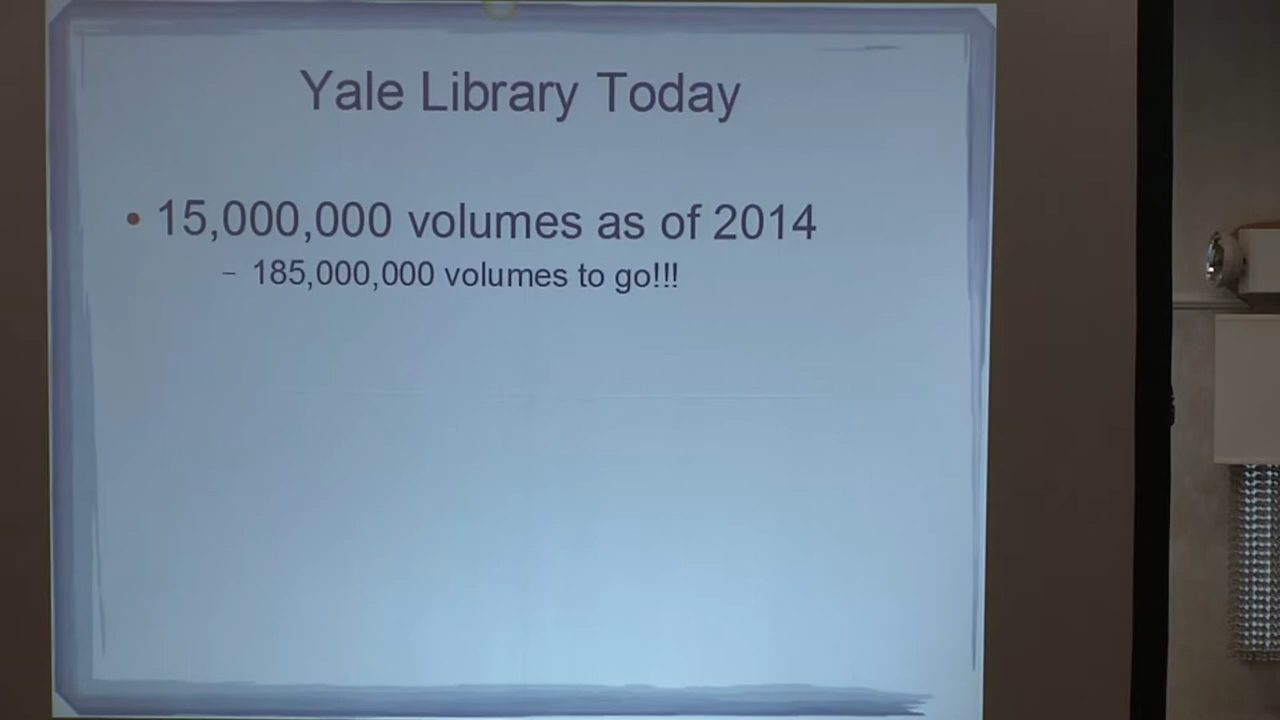 Yale Library Today
• 15,000,000 volumes as of 2014
– 185,000,000 volumes to go!!!